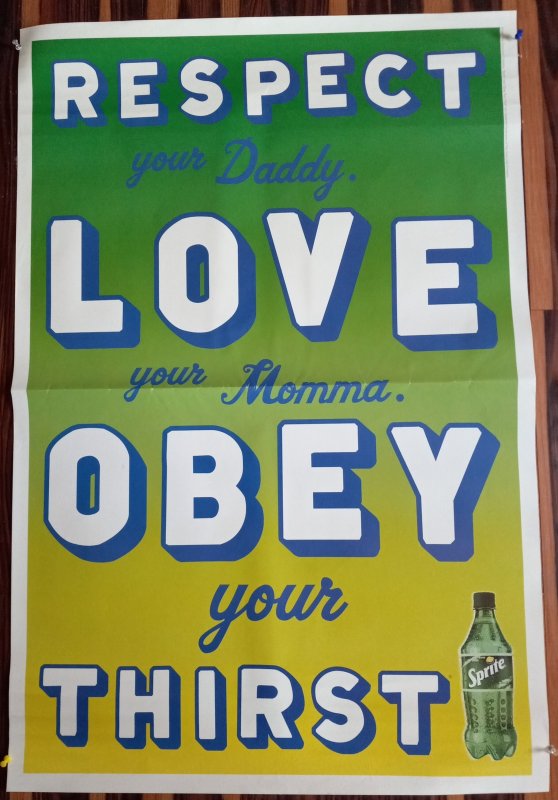 RESPECT
your Daddy.
LOVE
your Momma.
OBEY
your
THIRST
Sprite